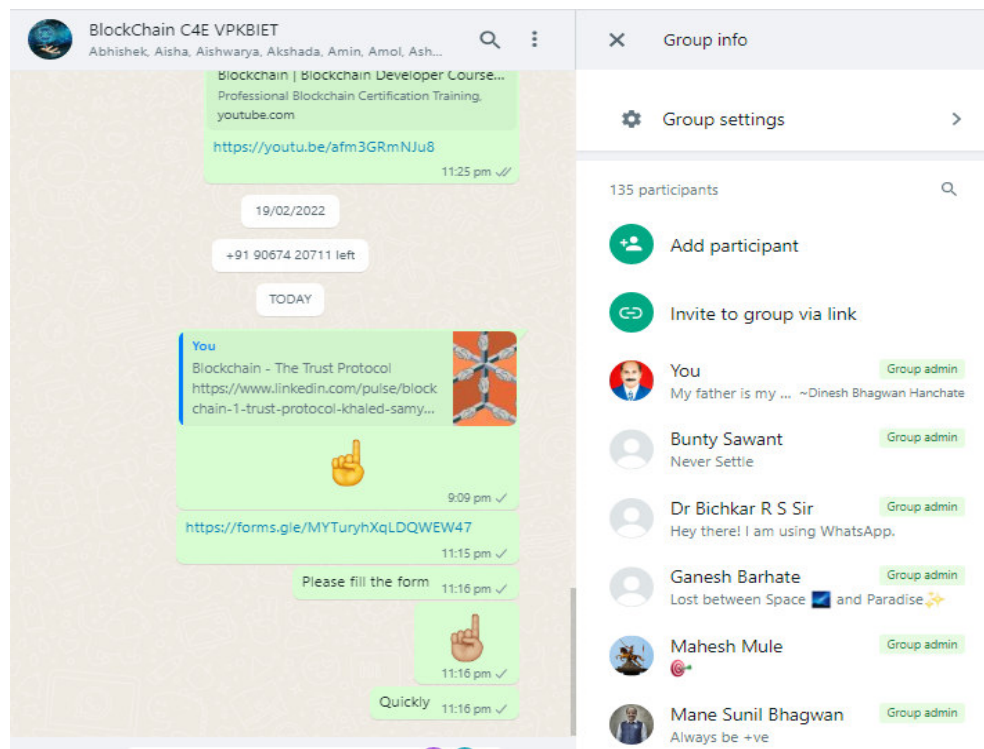 BlockChain C4E VPKBIET
Abhishek, Aisha, Aishwarya, Akshada, Amin, Amol, Ash...
Blockchain | Blockchain Developer Course...
Professional Blockchain Certification Training,
youtube.com
https://youtu.be/afm3GRmNJu8
11:25 pm
19/02/2022
+91 90674 20711 left
TODAY
You
Blockchain - The Trust Protocol
https://www.linkedin.com/pulse/block
chain-1-trust-protocol-khaled-samy...
9:09 pm
https://forms.gle/MYTuryhXqLDQWEW47
11:15 pm
Please fill the form 11:16 pm
11:16 pm
Quickly 11:16 pm
Group info
Group settings
135 participants
Add participant
Invite to group via link
You Group admin
My father is my ... ~Dinesh Bhagwan Hanchate
Bunty Sawant Group admin
Never Settle
Dr Bichkar R S Sir Group admin
Hey there! I am using WhatsApp.
Ganesh Barhate Group admin
Lost between Space 🌌 and Paradise✨
Mahesh Mule Group admin
🎯
Mane Sunil Bhagwan Group admin
Always be +ve